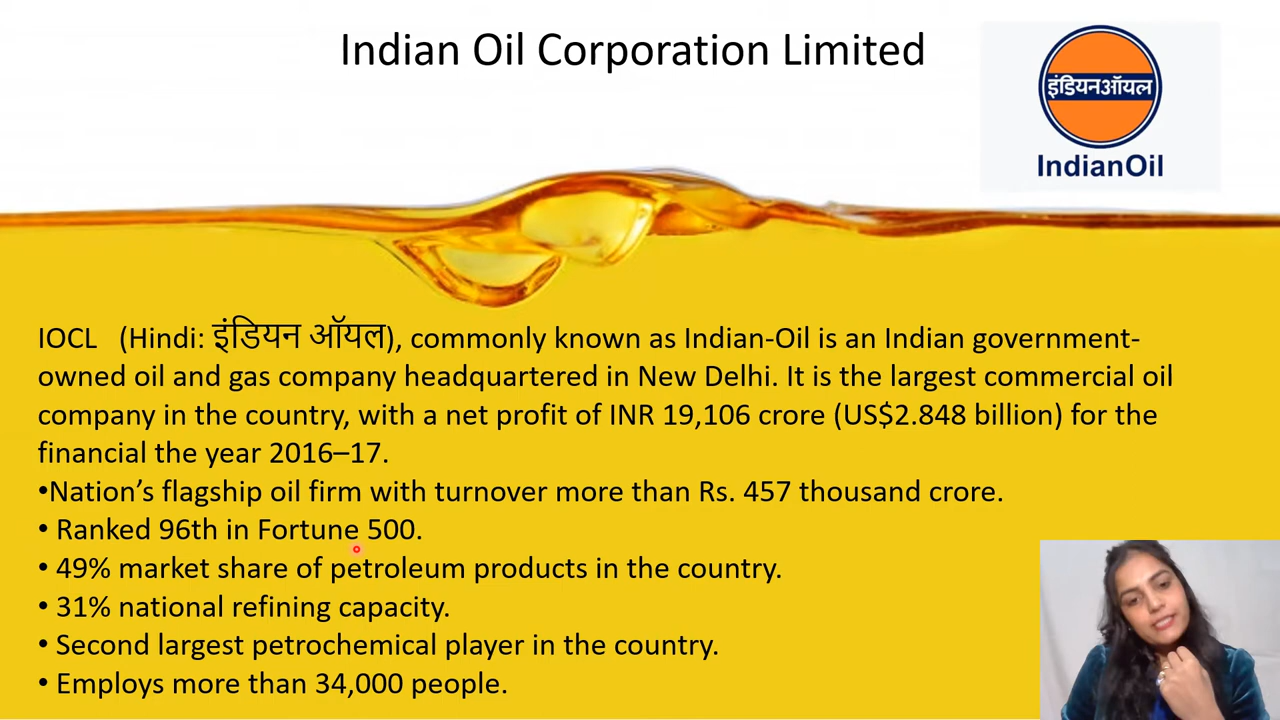 Indian Oil Corporation Limited
इंडियनऑयल
IndianOil
IOCL (Hindi: इंडियन ऑयल), commonly known as Indian-Oil is an Indian government-
owned oil and gas company headquartered in New Delhi. It is the largest commercial oil
company in the country, with a net profit of INR 19,106 crore (US$2.848 billion) for the
financial the year 2016–17.
•Nation’s flagship oil firm with turnover more than Rs. 457 thousand crore.
• Ranked 96th in Fortune 500.
• 49% market share of petroleum products in the country.
• 31% national refining capacity.
• Second largest petrochemical player in the country.
• Employs more than 34,000 people.